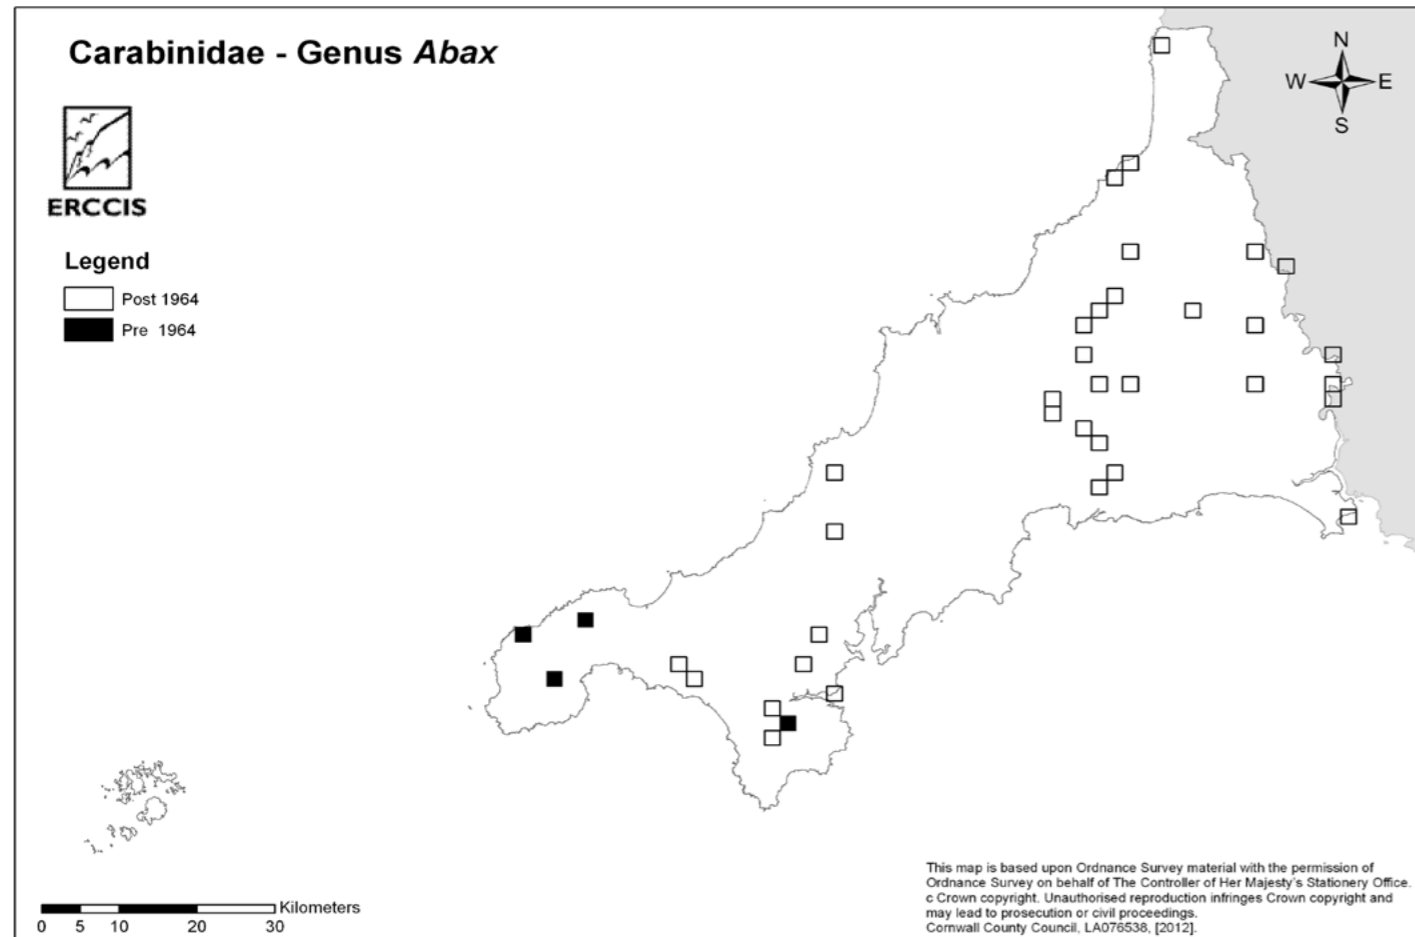 Carabinidae - Genus Abax
N
W E
S
ERCCIS
Legend
Post 1964
Pre 1964
This map is based upon Ordnance Survey material with the permission of
Ordnance Survey on behalf of The Controller of Her Majesty's Stationery Office.
c Crown copyright. Unauthorised reproduction infringes Crown copyright and
may lead to prosecution or civil proceedings.
Cornwall County Council, LA076538, [2012].
Kilometers
0 5 10 20 30